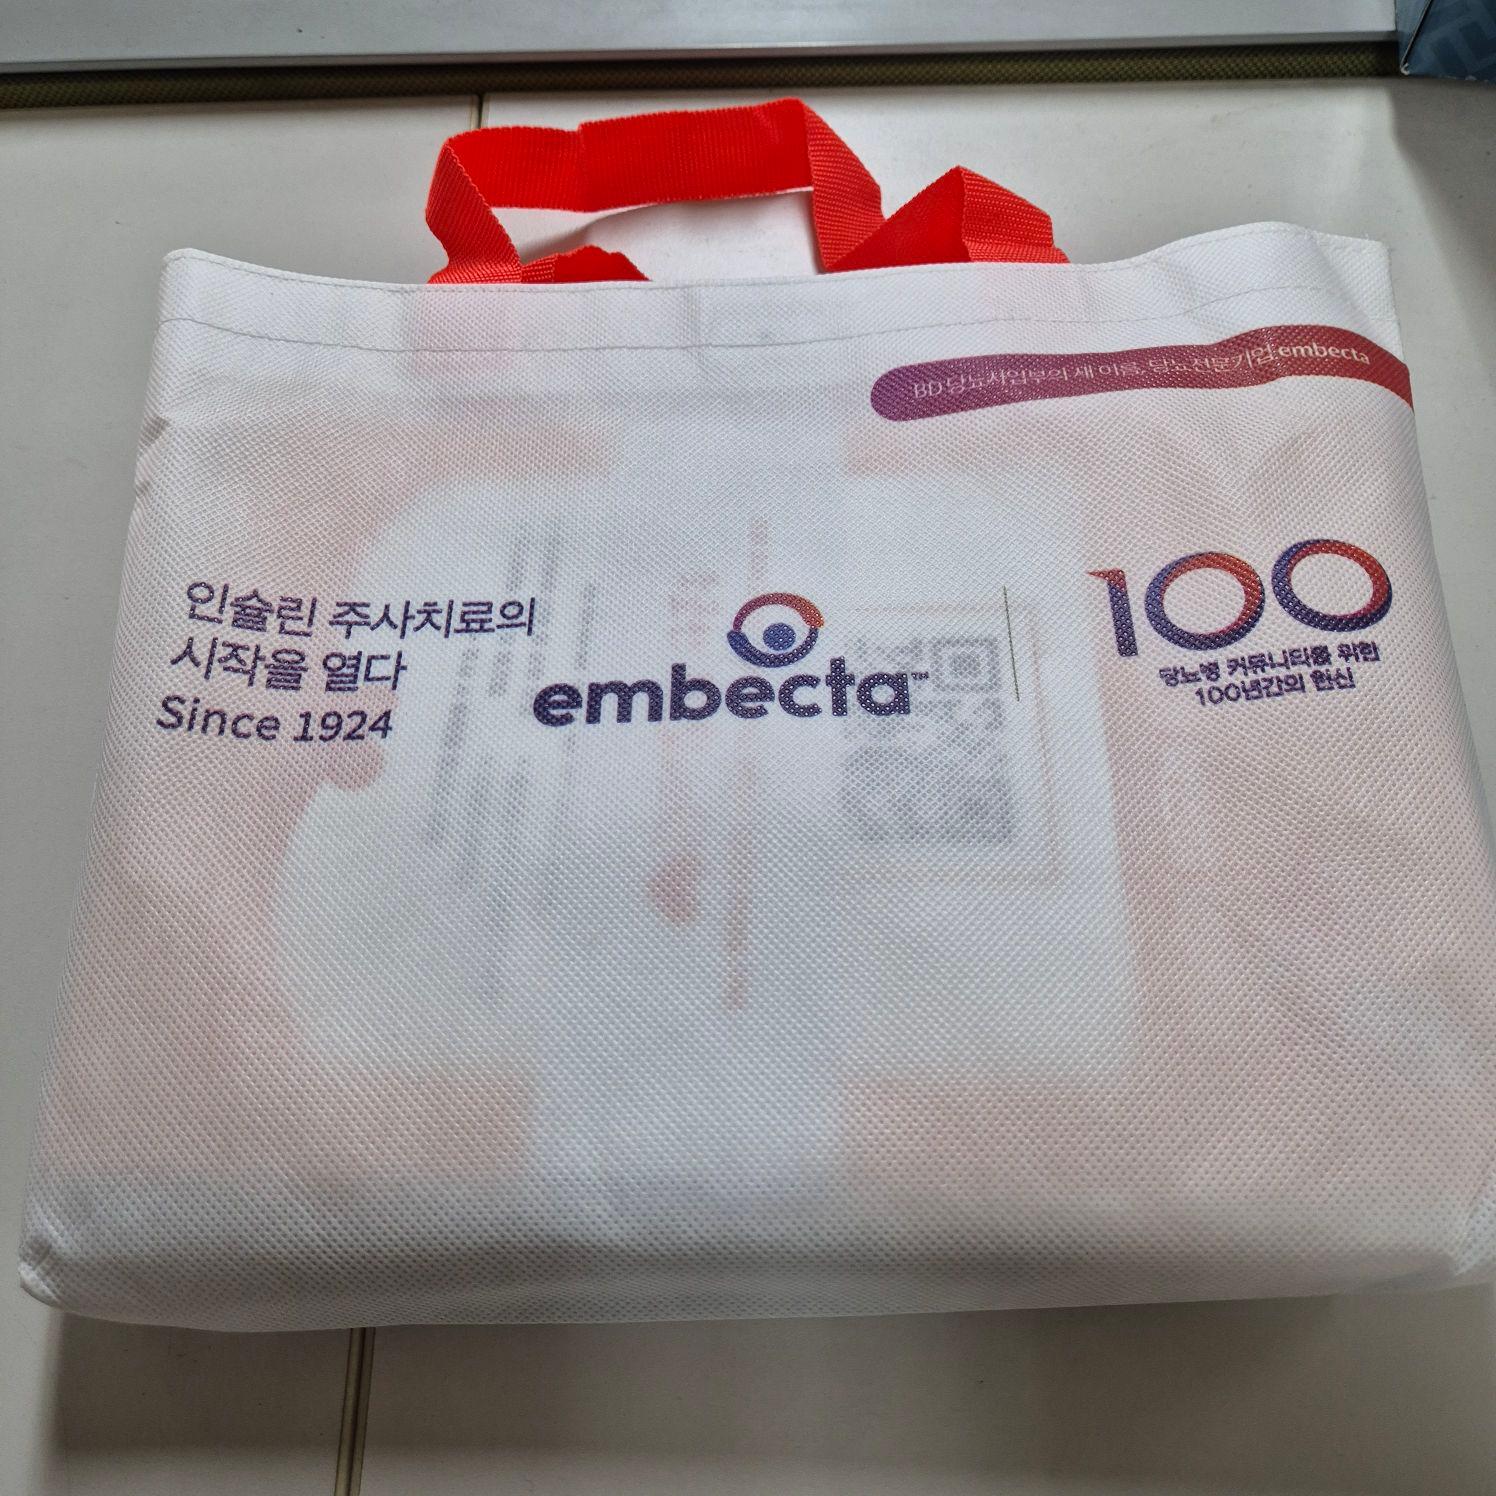 BD 당뇨사업부의 새 이름, 당뇨전문기업 embecta
인슐린 주사치료의
시작을 열다
Since 1924
embecta™
100
당뇨병 커뮤니티를 위한
100년간의 헌신